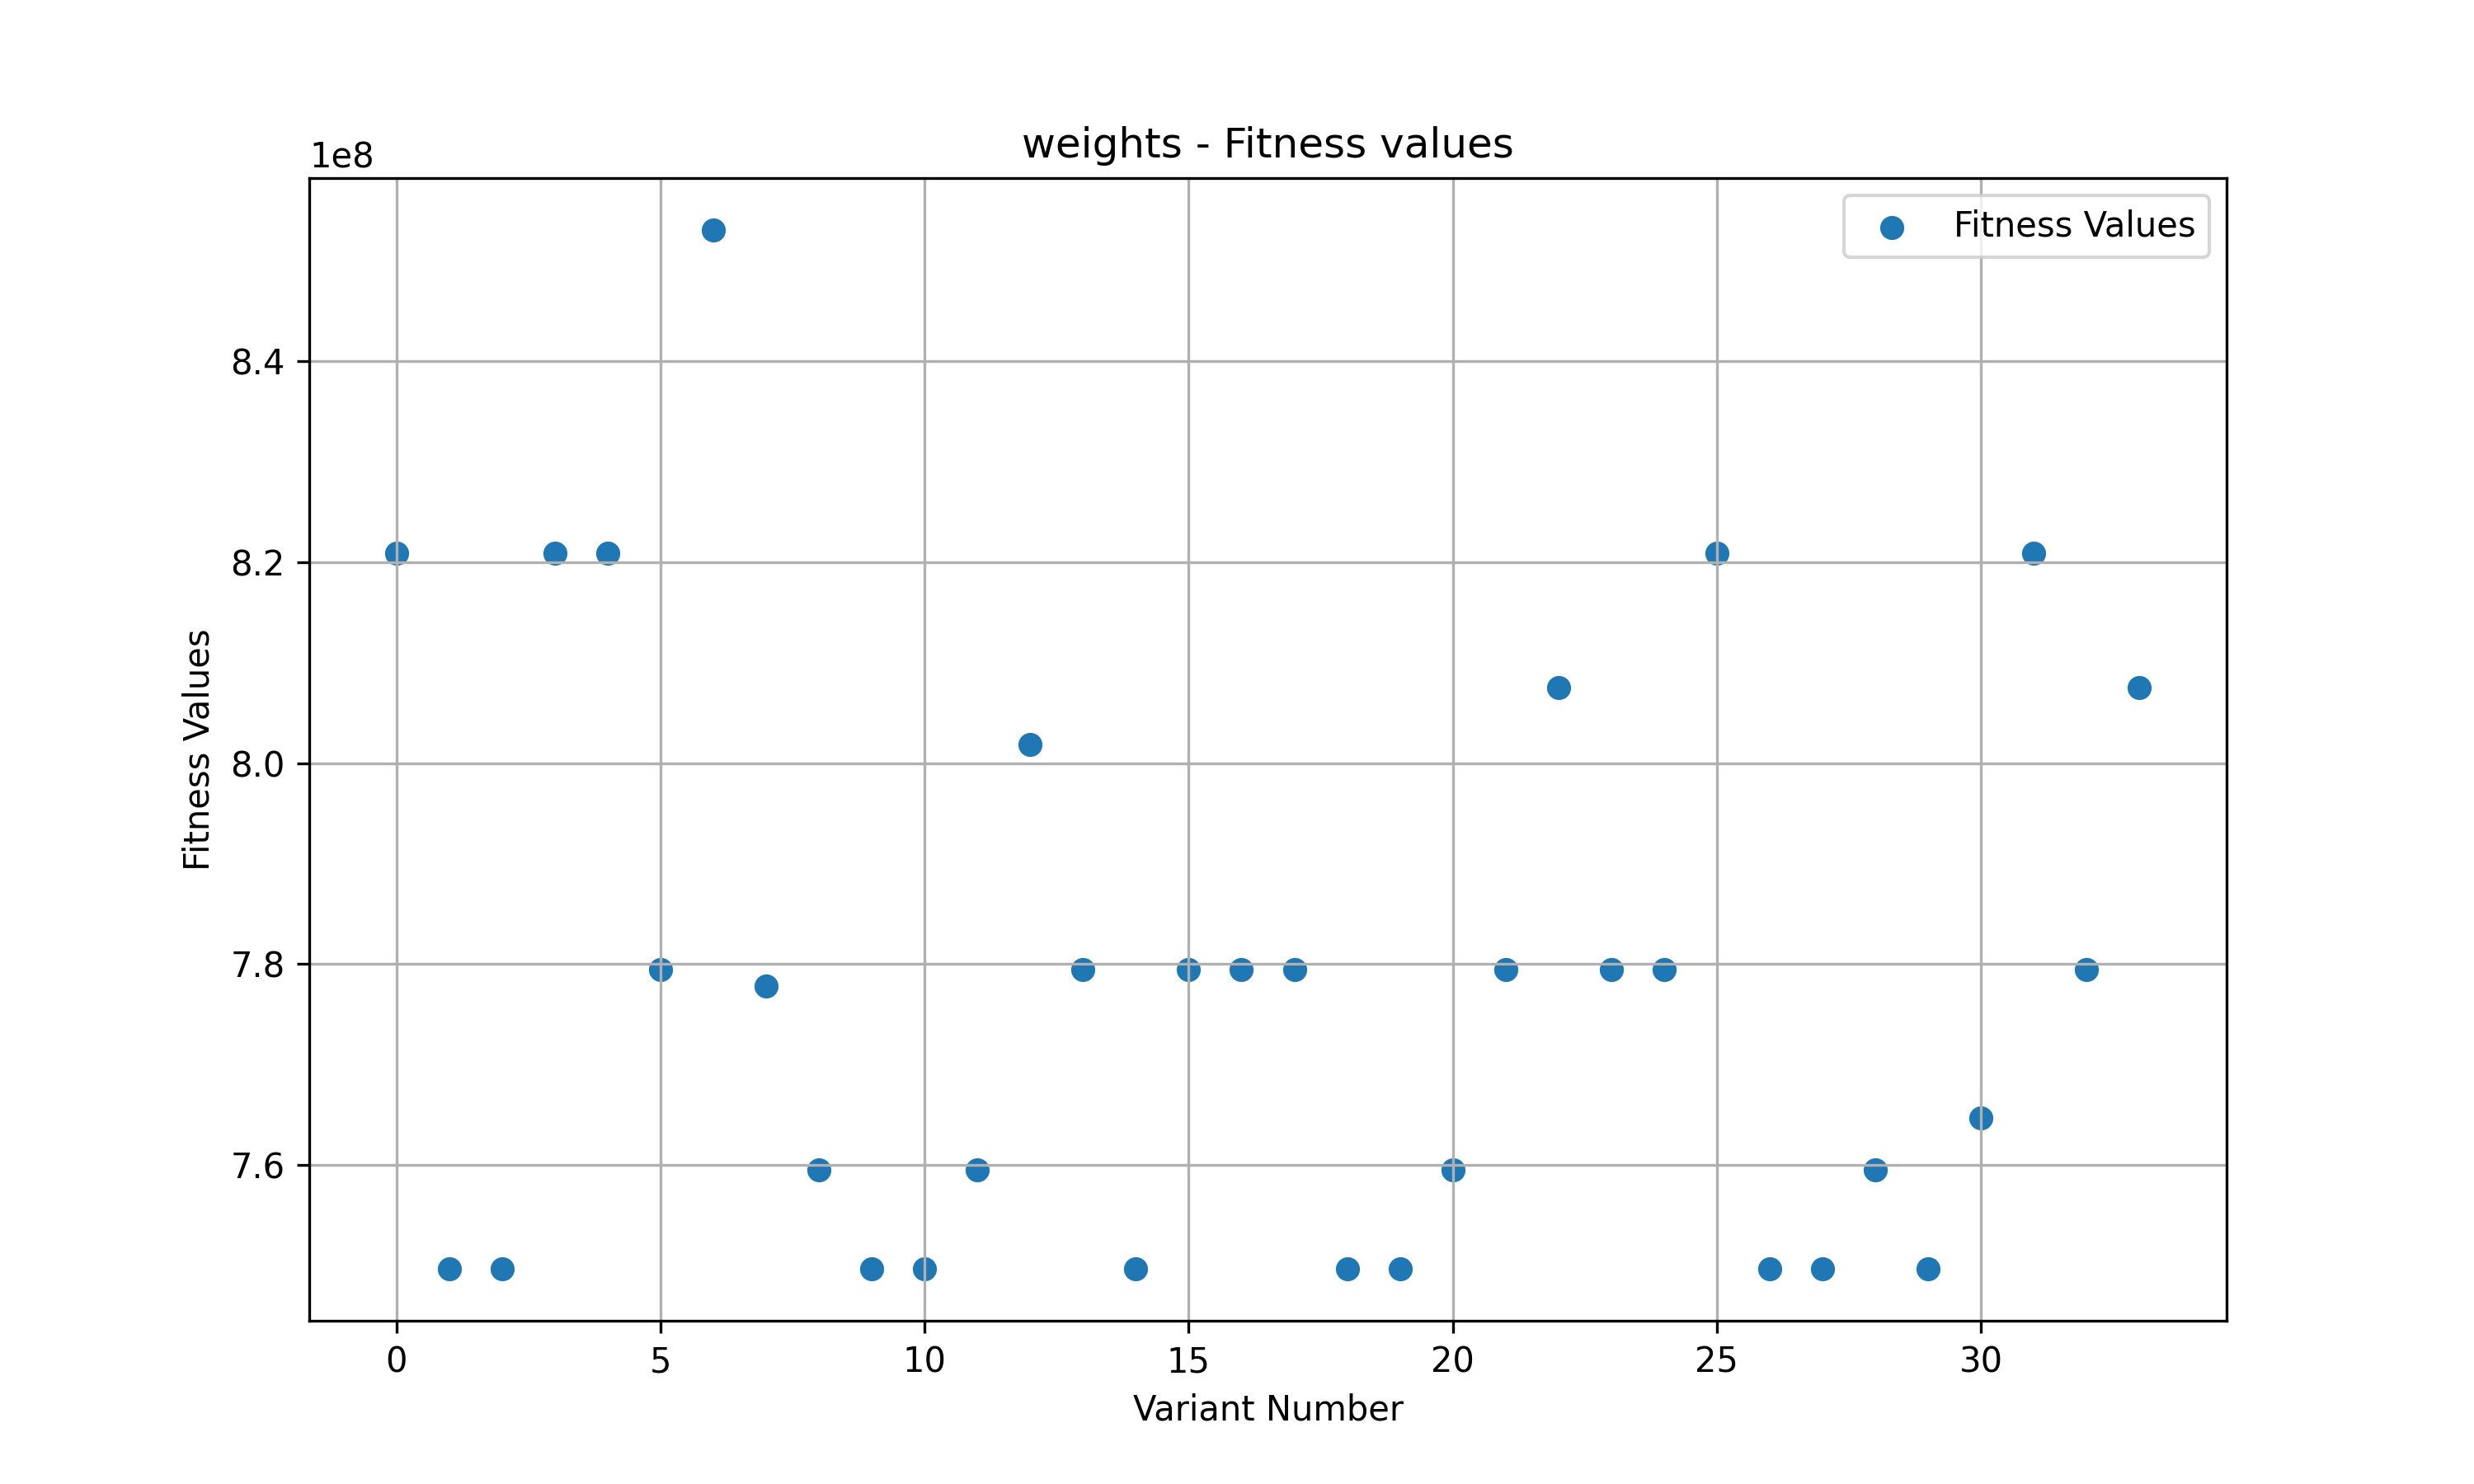 weights - Fitness values
1e8
Fitness Values
8.4
8.2
8.0
7.8
7.6
Fitness Values
0 5 10 15 20 25 30
Variant Number